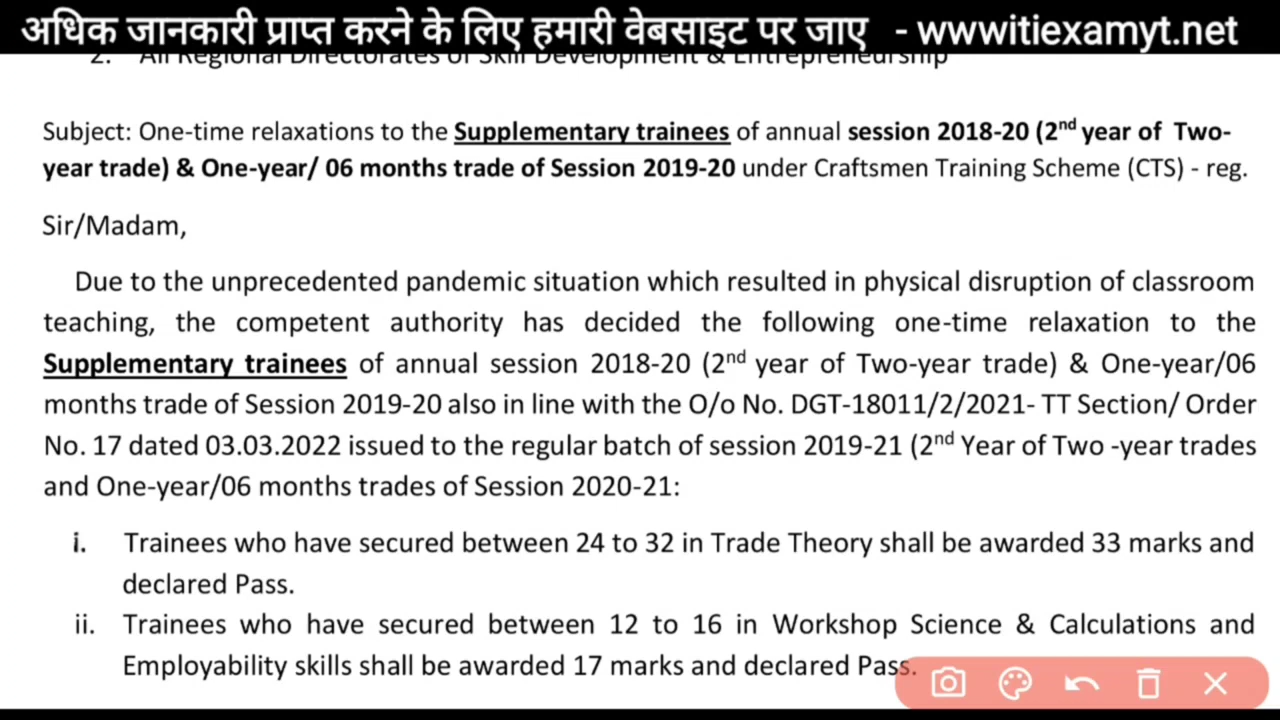 अधिक जानकारी प्राप्त करने के लिए हमारी वेबसाइट पर जाए - wwwitiexamyt.net
2. All Regional Directorates of Skill Development & Entrepreneurship
Subject: One-time relaxations to the Supplementary trainees of annual session 2018-20 (2nd year of Two-
year trade) & One-year/ 06 months trade of Session 2019-20 under Craftsmen Training Scheme (CTS) - reg.
Sir/Madam,
Due to the unprecedented pandemic situation which resulted in physical disruption of classroom
teaching, the competent authority has decided the following one-time relaxation to the
Supplementary trainees of annual session 2018-20 (2nd year of Two-year trade) & One-year/06
months trade of Session 2019-20 also in line with the O/o No. DGT-18011/2/2021- TT Section/ Order
No. 17 dated 03.03.2022 issued to the regular batch of session 2019-21 (2nd Year of Two -year trades
and One-year/06 months trades of Session 2020-21:
i. Trainees who have secured between 24 to 32 in Trade Theory shall be awarded 33 marks and
declared Pass.
ii. Trainees who have secured between 12 to 16 in Workshop Science & Calculations and
Employability skills shall be awarded 17 marks and declared Pass.